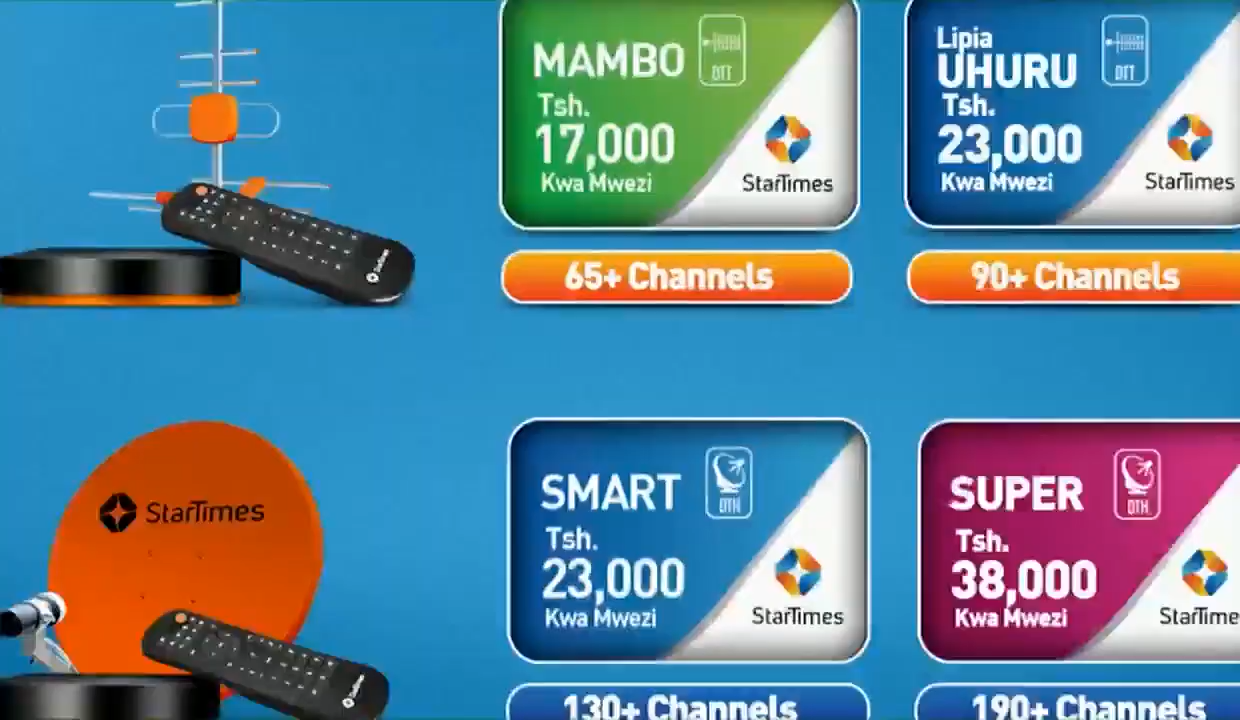 MAMBO
DTT
Tsh.
17,000
Kwa Mwezi
StarTimes
65+ Channels
Lipia
UHURU
DTT
Tsh.
23,000
Kwa Mwezi
StarTimes
90+ Channels
StarTimes
SMART
DTH
Tsh.
23,000
Kwa Mwezi
StarTimes
130+ Channels
SUPER
DTH
Tsh.
38,000
Kwa Mwezi
StarTime
190+ Channels